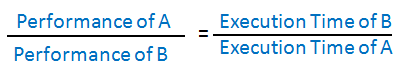 Performance of A
Performance of B
=
Execution Time of B
Execution Time of A